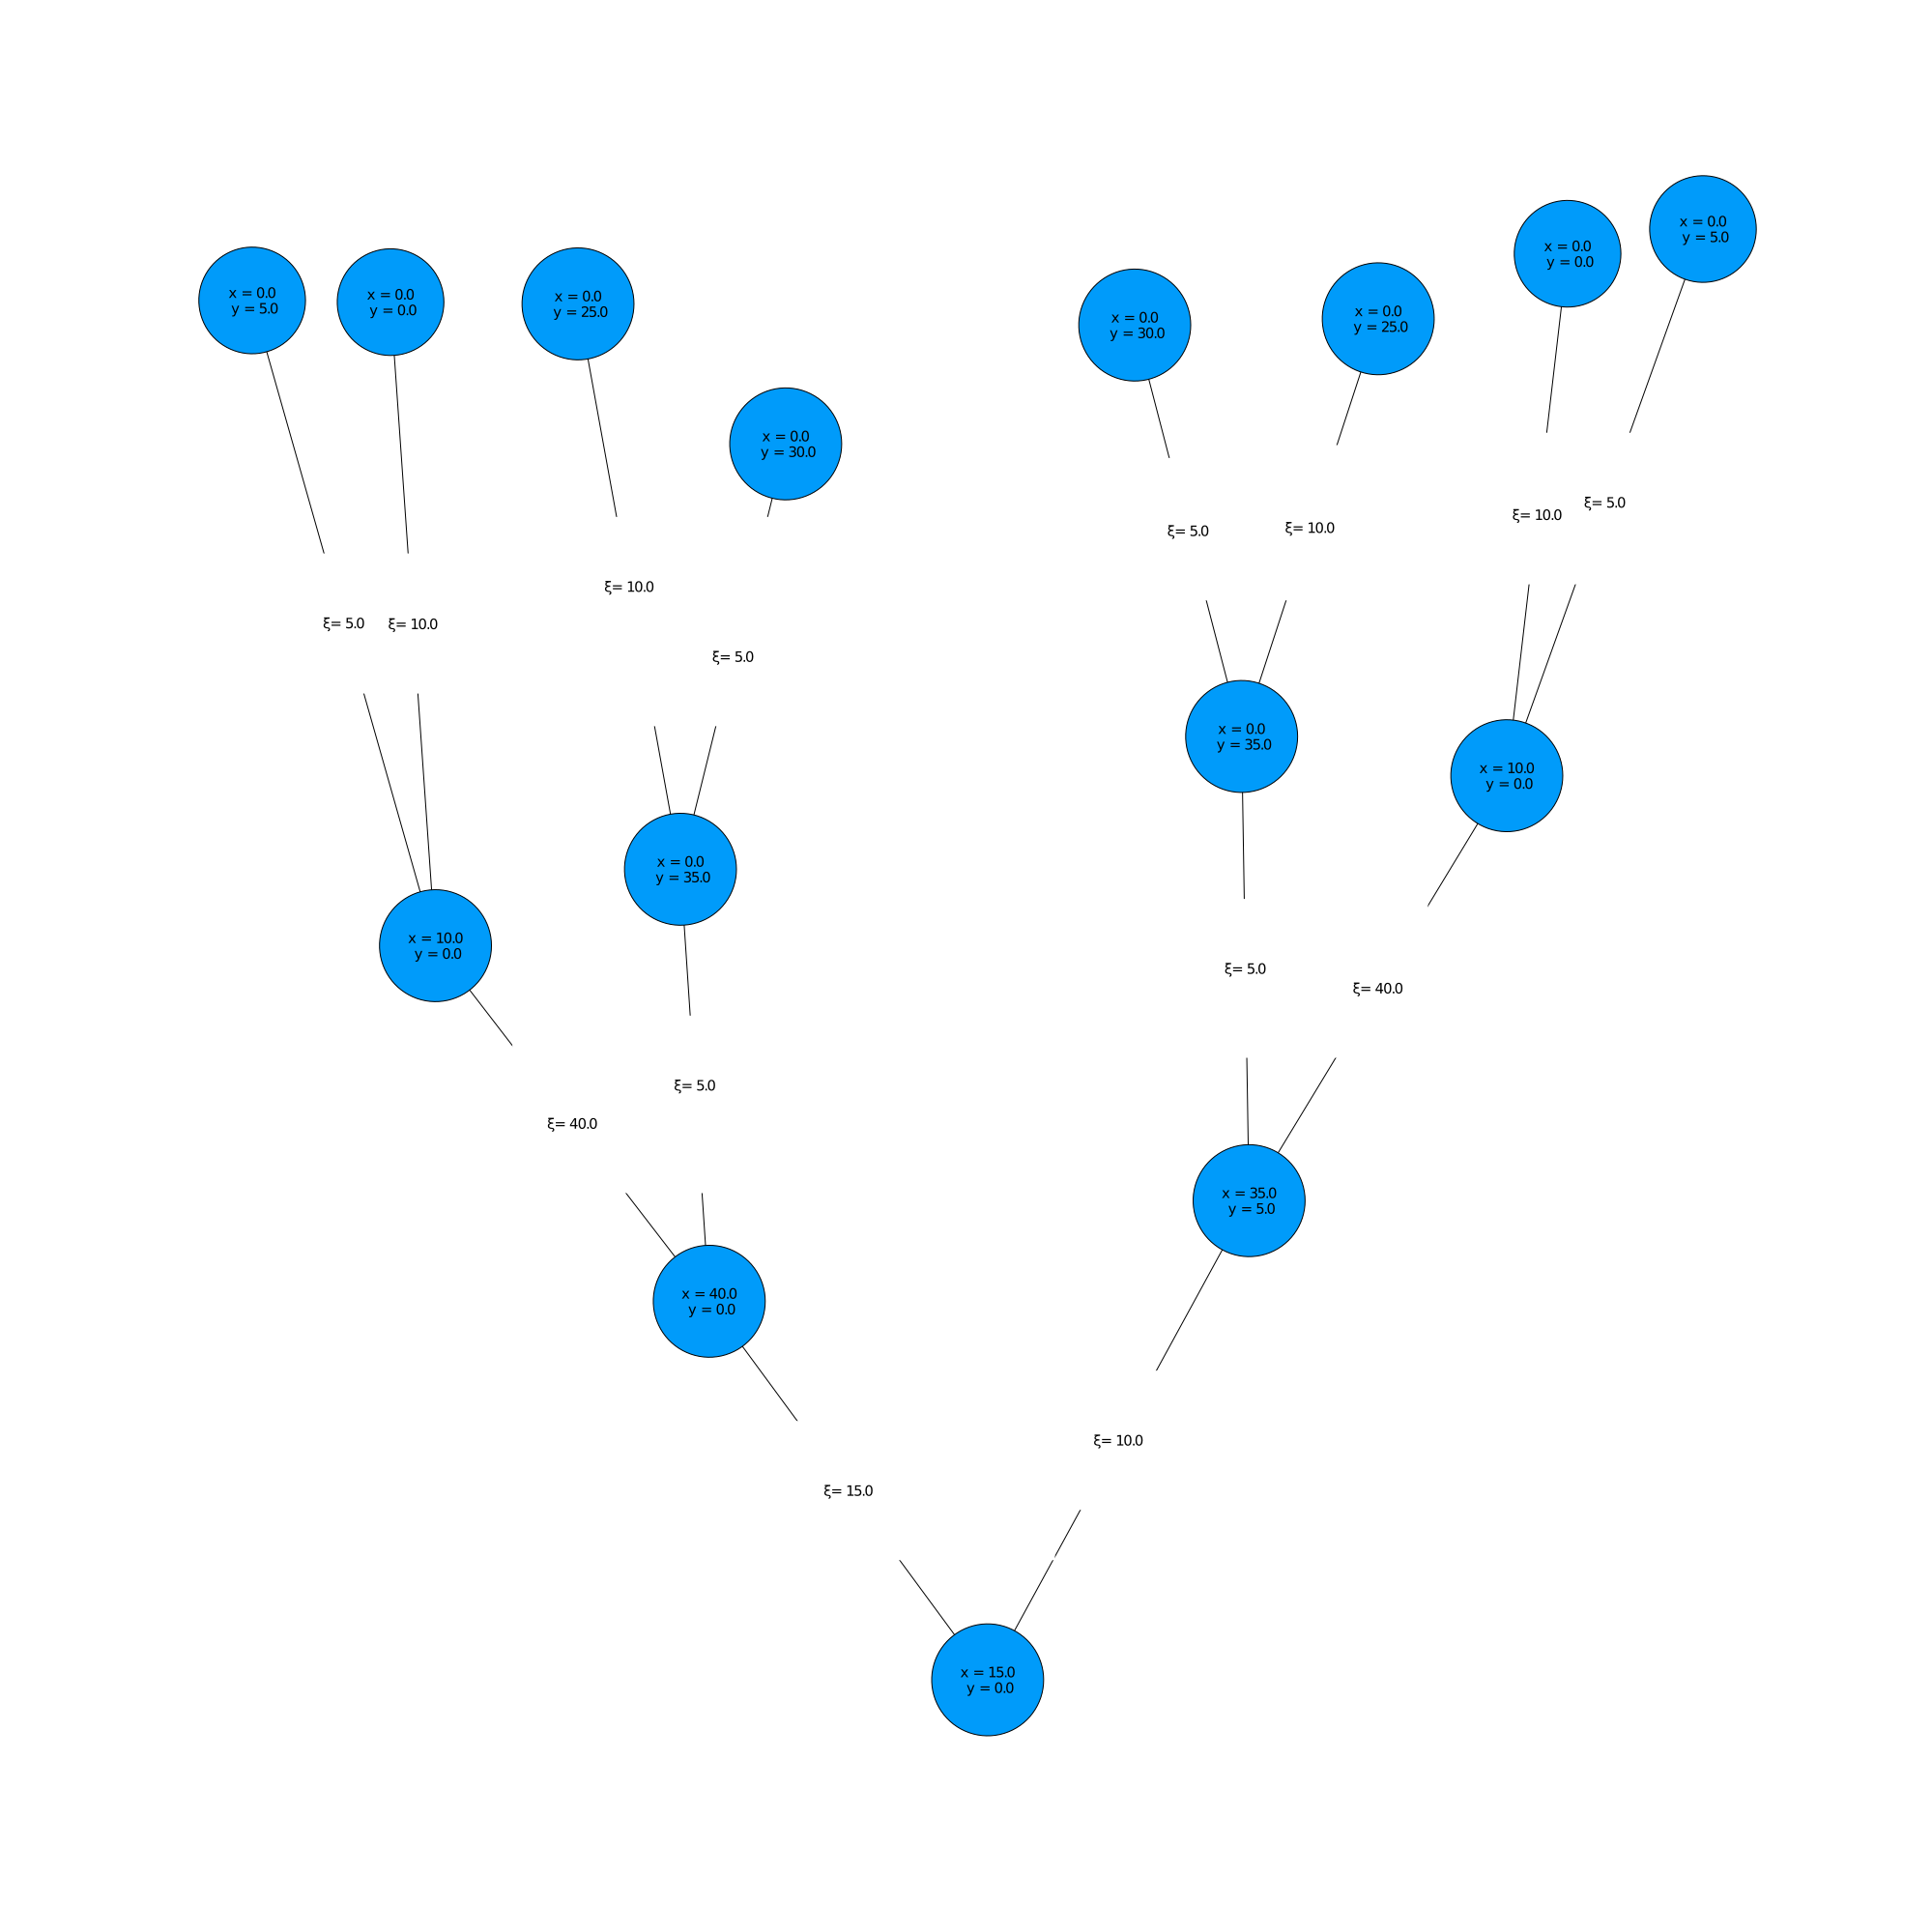 x = 0.0
y = 5.0
x = 0.0
y = 0.0
x = 0.0
y = 5.0
x = 0.0
y = 0.0
x = 0.0
y = 25.0
x = 0.0
y = 30.0
x = 0.0
y = 25.0
x = 0.0
y = 30.0
ξ= 5.0
ξ= 10.0
ξ= 10.0
ξ= 5.0
ξ= 10.0
ξ= 5.0
ξ= 5.0
ξ= 10.0
x = 0.0
y = 35.0
x = 10.0
y = 0.0
x = 0.0
y = 35.0
x = 10.0
y = 0.0
ξ= 5.0
ξ= 40.0
ξ= 5.0
ξ= 40.0
x = 35.0
y = 5.0
x = 40.0
y = 0.0
ξ= 10.0
ξ= 15.0
x = 15.0
y = 0.0